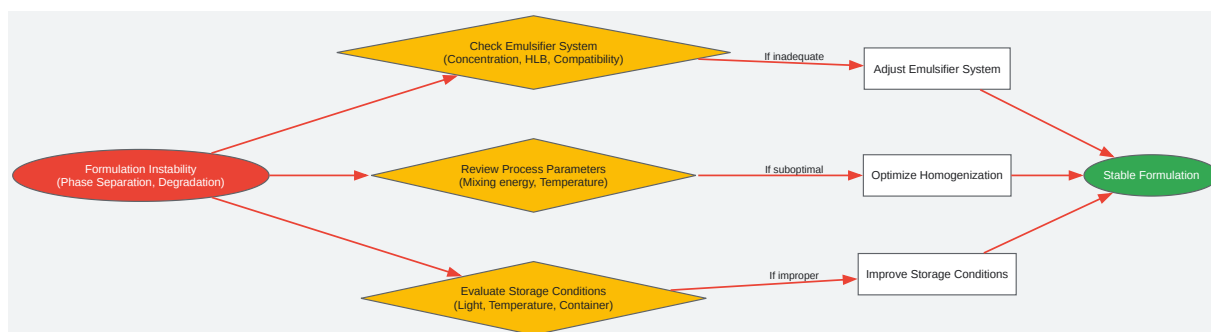 Check Emulsifier System
(Concentration, HLB, Compatibility)
If inadequate
Adjust Emulsifier System
Formulation Instability
(Phase Separation, Degradation)
Review Process Parameters
(Mixing energy, Temperature)
If suboptimal
Optimize Homogenization
Stable Formulation
Evaluate Storage Conditions
(Light, Temperature, Container)
If improper
Improve Storage Conditions